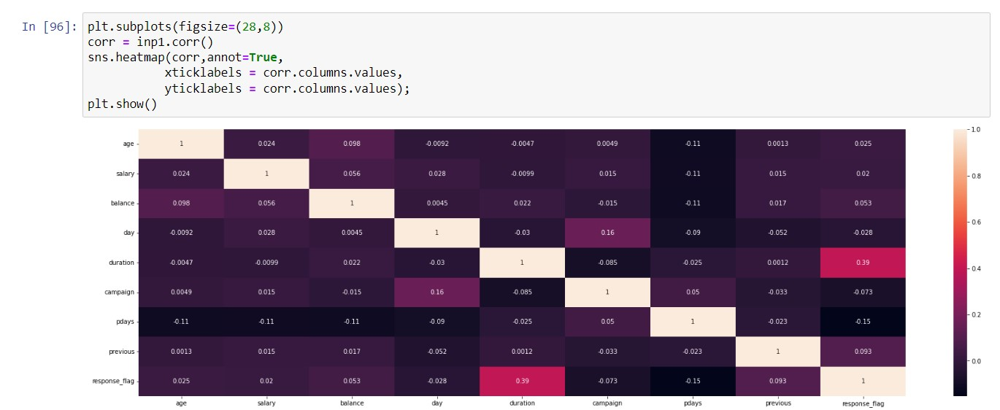 In [96]: plt.subplots(figsize=(28,8))
corr = inp1.corr()
sns.heatmap(corr,annot=True,
xticklabels = corr.columns.values,
yticklabels = corr.columns.values);
plt.show()
age 1 0.024 0.098 -0.0092 -0.0047 0.0049 -0.11 0.0013 0.025
salary 0.024 1 0.056 0.028 -0.0099 0.015 -0.11 0.015 0.02
balance 0.098 0.056 1 0.0045 0.022 -0.015 -0.11 0.017 0.053
day -0.0092 0.028 0.0045 1 -0.03 0.16 -0.09 -0.052 -0.028
duration -0.0047 -0.0099 0.022 -0.03 1 -0.085 -0.025 0.0012 0.39
campaign 0.0049 0.015 -0.015 0.16 -0.085 1 0.05 -0.033 -0.073
pdays -0.11 -0.11 -0.11 -0.09 -0.025 0.05 1 -0.023 -0.15
previous 0.0013 0.015 0.017 -0.052 0.0012 -0.033 -0.023 1 0.093
response_flag 0.025 0.02 0.053 -0.028 0.39 -0.073 -0.15 0.093 1
age salary balance day duration campaign pdays previous response_flag
1.0
0.8
0.6
0.4
0.2
0.0